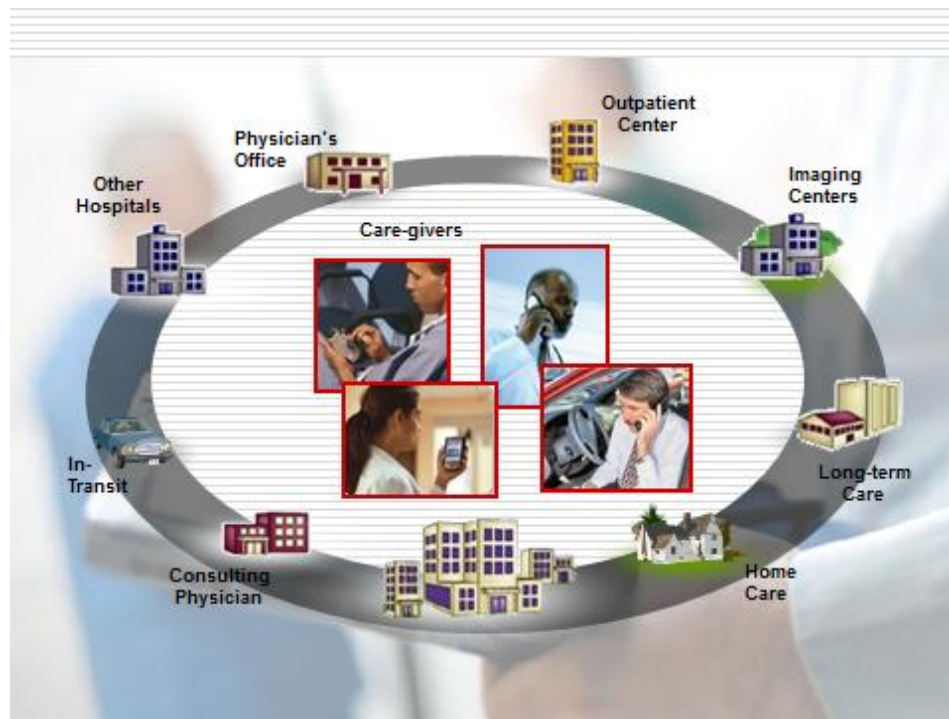 Outpatient
Center
Physician's
Office
Imaging
Centers
Other
Hospitals
Care-givers
In-
Transit
Long-term
Care
Consulting
Physician
Home
Care